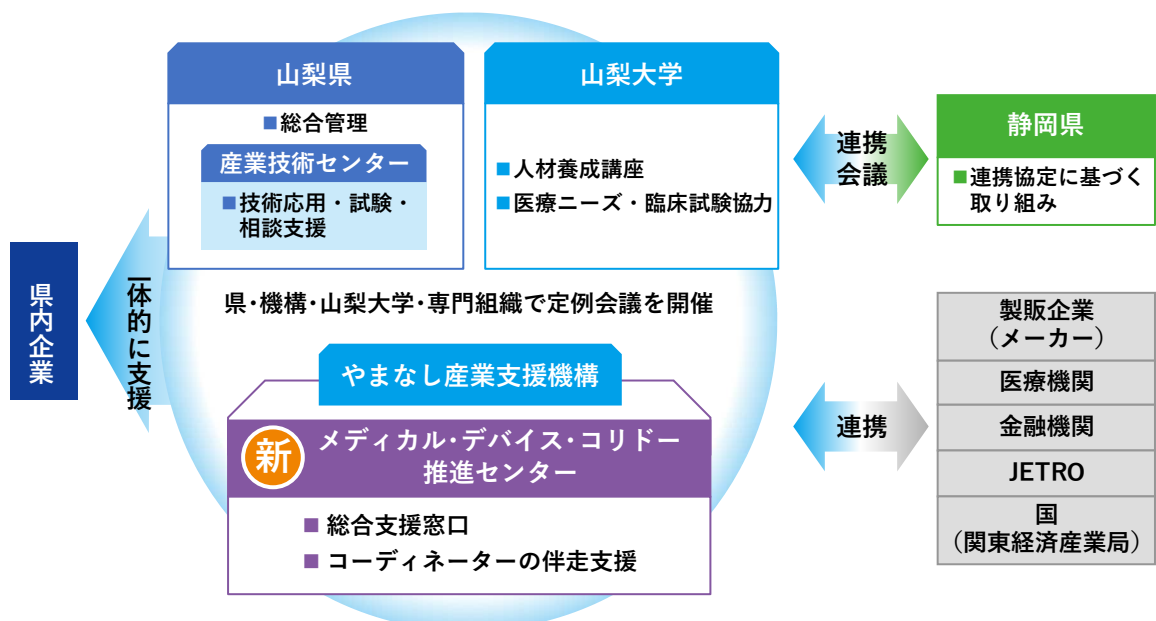 山梨県
■総合管理
産業技術センター
■技術応用・試験・
相談支援
山梨大学
■人材養成講座
■医療ニーズ・臨床試験協力
連携
会議
静岡県
■連携協定に基づく
取り組み
県内企業
一体的に支援
県・機構・山梨大学・専門組織で定例会議を開催
やまなし産業支援機構
新
メディカル・デバイス・コリドー
推進センター
■ 総合支援窓口
■ コーディネーターの伴走支援
連携
製販企業
（メーカー）
医療機関
金融機関
JETRO
国
（関東経済産業局）